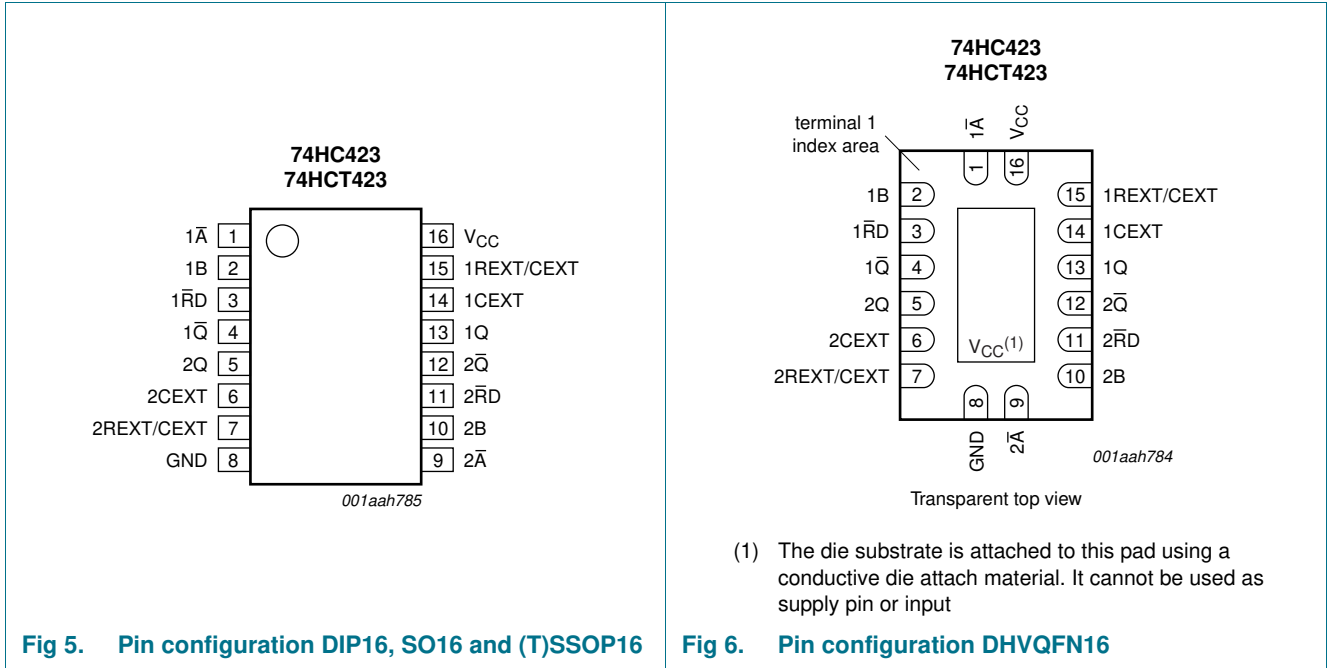 74HC423
74HCT423
1A̅ 1
1B 2
1R̅D 3
1Q̅ 4
2Q 5
2CEXT 6
2REXT/CEXT 7
GND 8
16 VCC
15 1REXT/CEXT
14 1CEXT
13 1Q
12 2Q̅
11 2R̅D
10 2B
9 2A̅
001aah785
Fig 5. Pin configuration DIP16, SO16 and (T)SSOP16
74HC423
74HCT423
terminal 1
index area
1A̅
VCC
1
16
1B 2
1R̅D 3
1Q̅ 4
2Q 5
2CEXT 6
2REXT/CEXT 7
VCC(1)
15 1REXT/CEXT
14 1CEXT
13 1Q
12 2Q̅
11 2R̅D
10 2B
8
9
GND
2A̅
001aah784
Transparent top view
(1) The die substrate is attached to this pad using a
conductive die attach material. It cannot be used as
supply pin or input
Fig 6. Pin configuration DHVQFN16